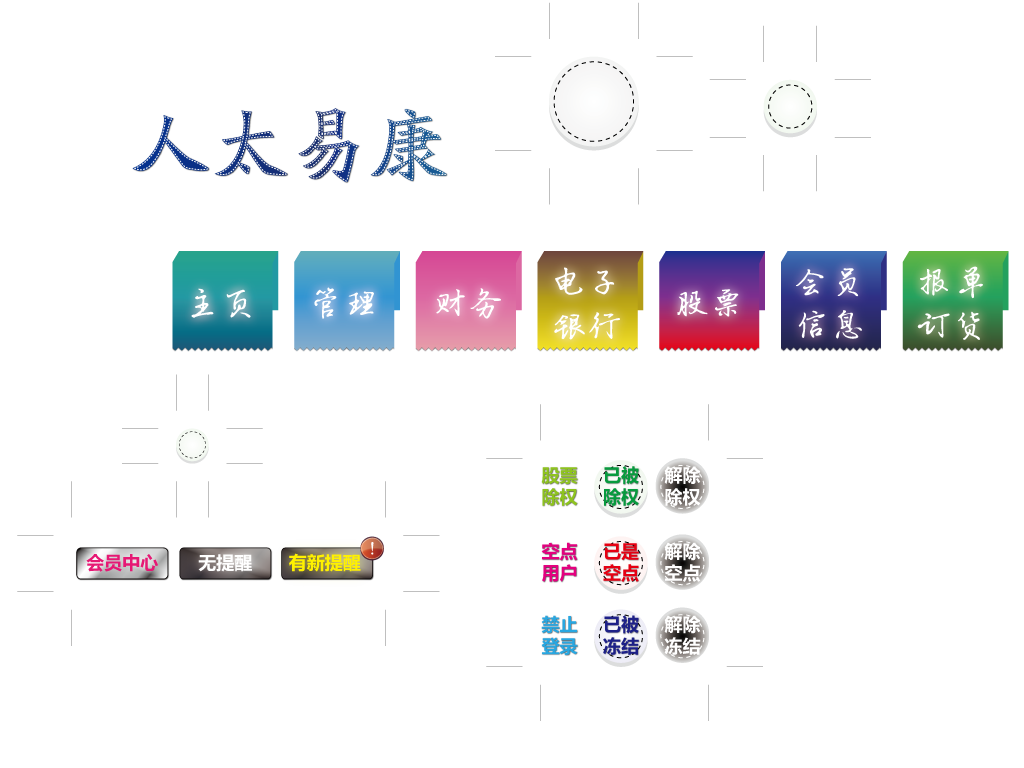 人太易康
主页
管理
财务
电子
银行
股票
会员
信息
报单
订货
会员中心
无提醒
有新提醒
!
股票
除权
已被
除权
解除
除权
空点
用户
已是
空点
解除
空点
禁止
登录
已被
冻结
解除
冻结